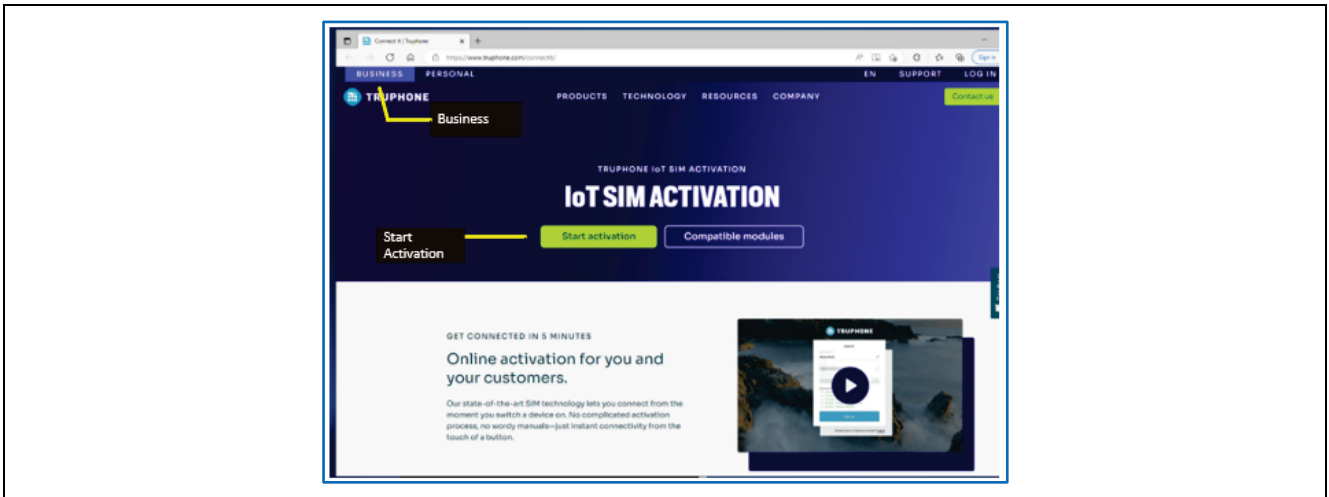 Connect It | Truphone
https://www.truphone.com/connectit/
Sign in
BUSINESS PERSONAL EN SUPPORT LOG IN
TRUPHONE PRODUCTS TECHNOLOGY RESOURCES COMPANY Contact us
Business
TRUPHONE IoT SIM ACTIVATION
IoT SIM ACTIVATION
Start activation Compatible modules
Start
Activation
GET CONNECTED IN 5 MINUTES
Online activation for you and
your customers.
Our state-of-the-art SIM technology lets you connect from the
moment you switch a device on. No complicated activation
process, no wordy manuals—just instant connectivity from the
touch of a button.
TRUPHONE